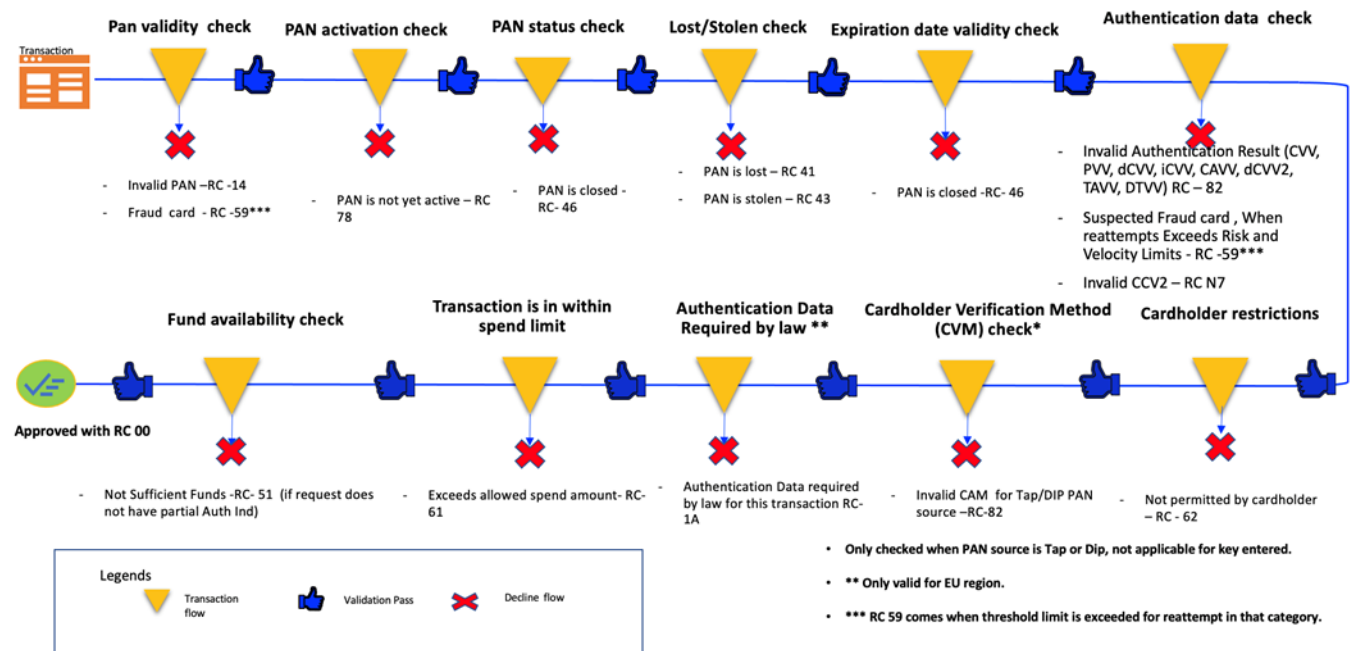 Pan validity check
PAN activation check
PAN status check
Lost/Stolen check
Expiration date validity check
Authentication data check
Transaction
- Invalid PAN –RC -14
- Fraud card - RC -59***
- PAN is not yet active – RC
78
- PAN is closed -
RC- 46
- PAN is lost – RC 41
- PAN is stolen – RC 43
- PAN is closed -RC- 46
- Invalid Authentication Result (CVV,
PVV, dCVV, iCVV, CAVV, dCVV2,
TAVV, DTVV) RC – 82
- Suspected Fraud card , When
reattempts Exceeds Risk and
Velocity Limits - RC -59***
- Invalid CCV2 – RC N7
Fund availability check
Transaction is in within
spend limit
Authentication Data
Required by law **
Cardholder Verification Method
(CVM) check*
Cardholder restrictions
Approved with RC 00
- Not Sufficient Funds -RC- 51 (if request does
not have partial Auth Ind)
- Exceeds allowed spend amount- RC-
61
- Authentication Data required
by law for this transaction RC-
1A
- Invalid CAM for Tap/DIP PAN
source –RC-82
- Not permitted by cardholder
– RC - 62
Legends
Transaction
flow
Validation Pass
Decline flow
• Only checked when PAN source is Tap or Dip, not applicable for key entered.
• ** Only valid for EU region.
• *** RC 59 comes when threshold limit is exceeded for reattempt in that category.